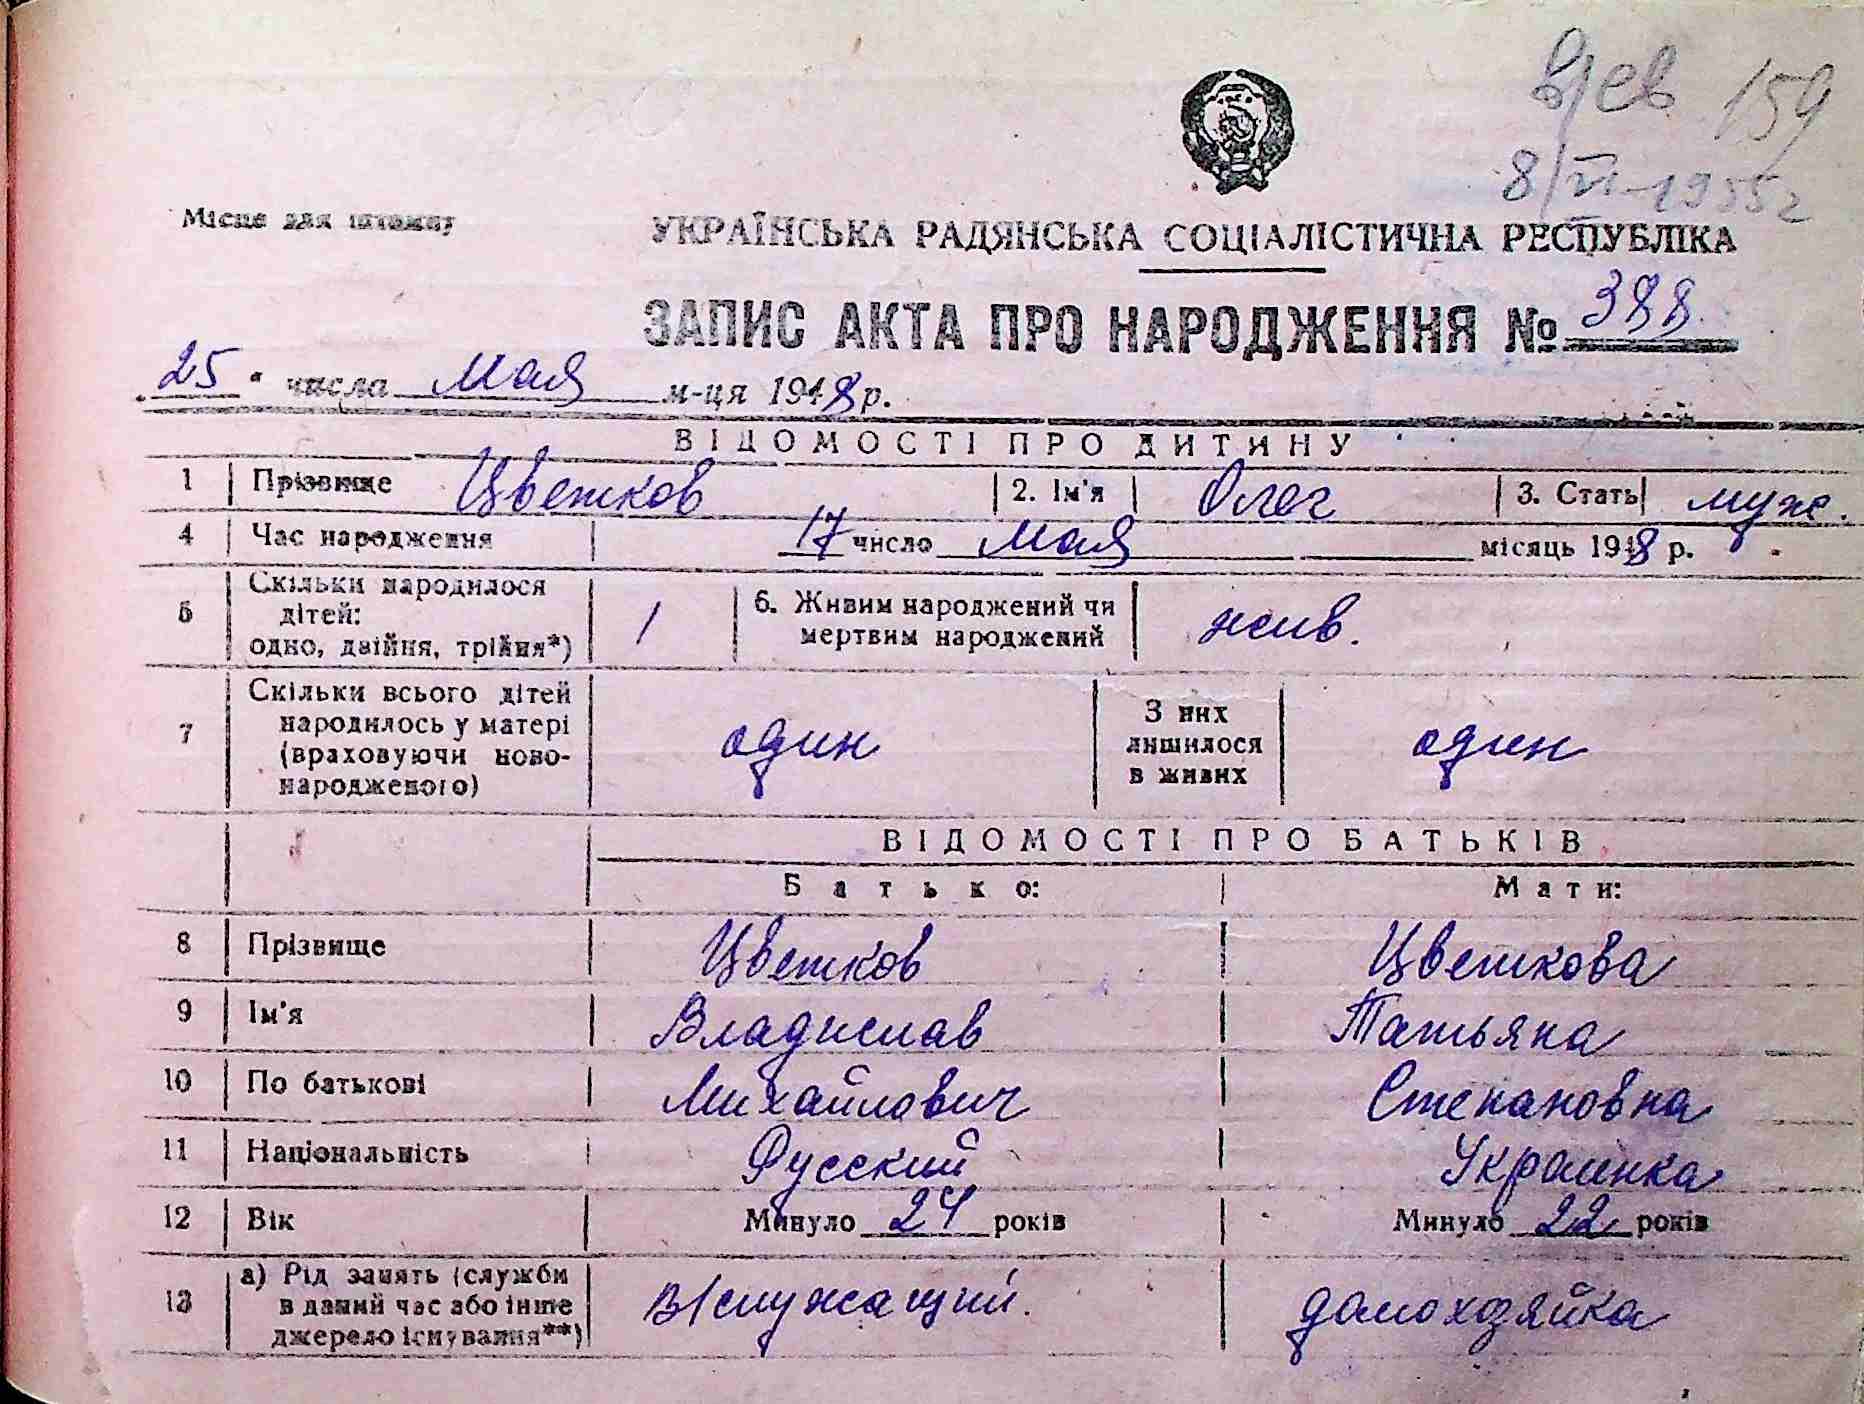 159
8/VI-1955г
Місце для штампу
УКРАЇНСЬКА РАДЯНСЬКА СОЦІАЛІСТИЧНА РЕСПУБЛІКА
ЗАПИС АКТА ПРО НАРОДЖЕННЯ № 388
25 числа Мая м-ця 1948 р.
ВІДОМОСТІ ПРО ДИТИНУ
1 Прізвище Цветков 2. Ім'я Олег 3. Стать муж.
4 Час народження 17 число Мая місяць 1948 р.
5 Скільки народилося дітей: одно, двійня, трійня*) 1 6. Живим народжений чи мертвим народжений жив.
7 Скільки всього дітей народилось у матері (враховуючи новонародженого) один З них лишилося в живих один
ВІДОМОСТІ ПРО БАТЬКІВ
Батько: Мати:
8 Прізвище Цветков Цветкова
9 Ім'я Владислав Татьяна
10 По батькові Михайлович Степановна
11 Національність Русский Украинка
12 Вік Минуло 24 років Минуло 22 років
13 а) Рід занять (служби в даний час або інше джерело існування**) в/служащий. домохозяйка